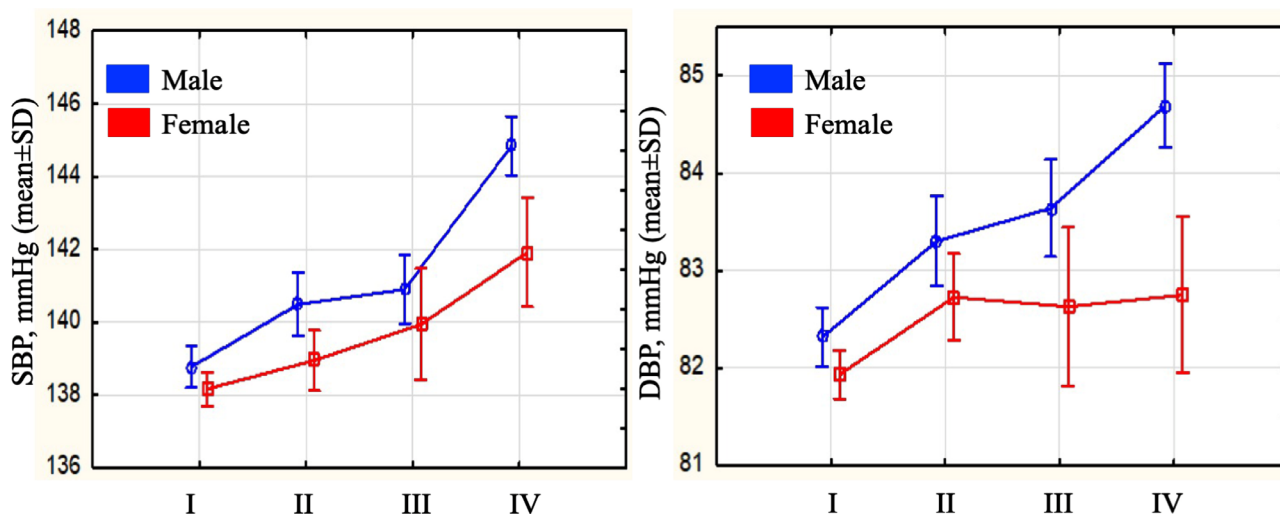 SBP, mmHg (mean±SD)
148
146
144
142
140
138
136
Male
Female
I
II
III
IV
DBP, mmHg (mean±SD)
85
84
83
82
81
Male
Female
I
II
III
IV